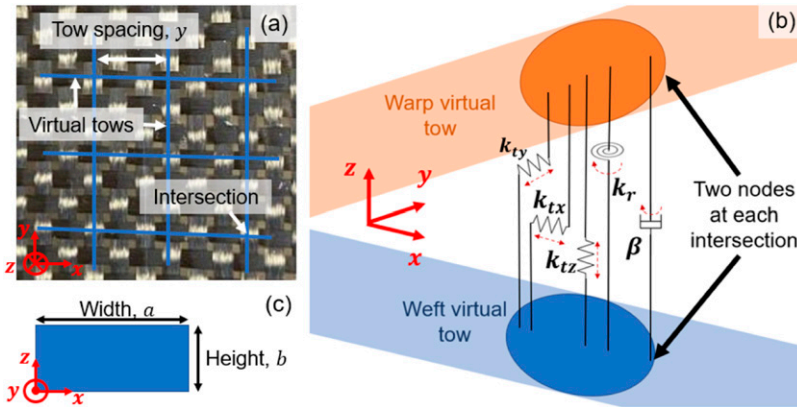 (a)
Tow spacing, y
Virtual tows
Intersection
y
z
x
(c)
Width, a
Height, b
z
y
x
(b)
Warp virtual
tow
z
y
x
k_ty
k_tx
k_tz
k_r
β
Two nodes
at each
intersection
Weft virtual
tow